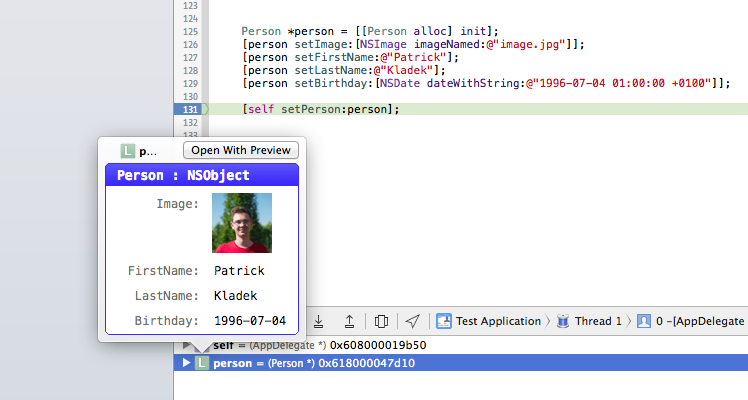 123
124
125 Person *person = [[Person alloc] init];
126 [person setImage:[NSImage imageNamed:@"image.jpg"]];
127 [person setFirstName:@"Patrick"];
128 [person setLastName:@"Kladek"];
129 [person setBirthday:[NSDate dateWithString:@"1996-07-04 01:00:00 +0100"]];
130
131 [self setPerson:person];
132
133
L p... Open With Preview
Person : NSObject
Image:
FirstName: Patrick
LastName: Kladek
Birthday: 1996-07-04
Test Application Thread 1 0 -[AppDelegate
self = (AppDelegate *) 0x608000019b50
L person = (Person *) 0x618000047d10